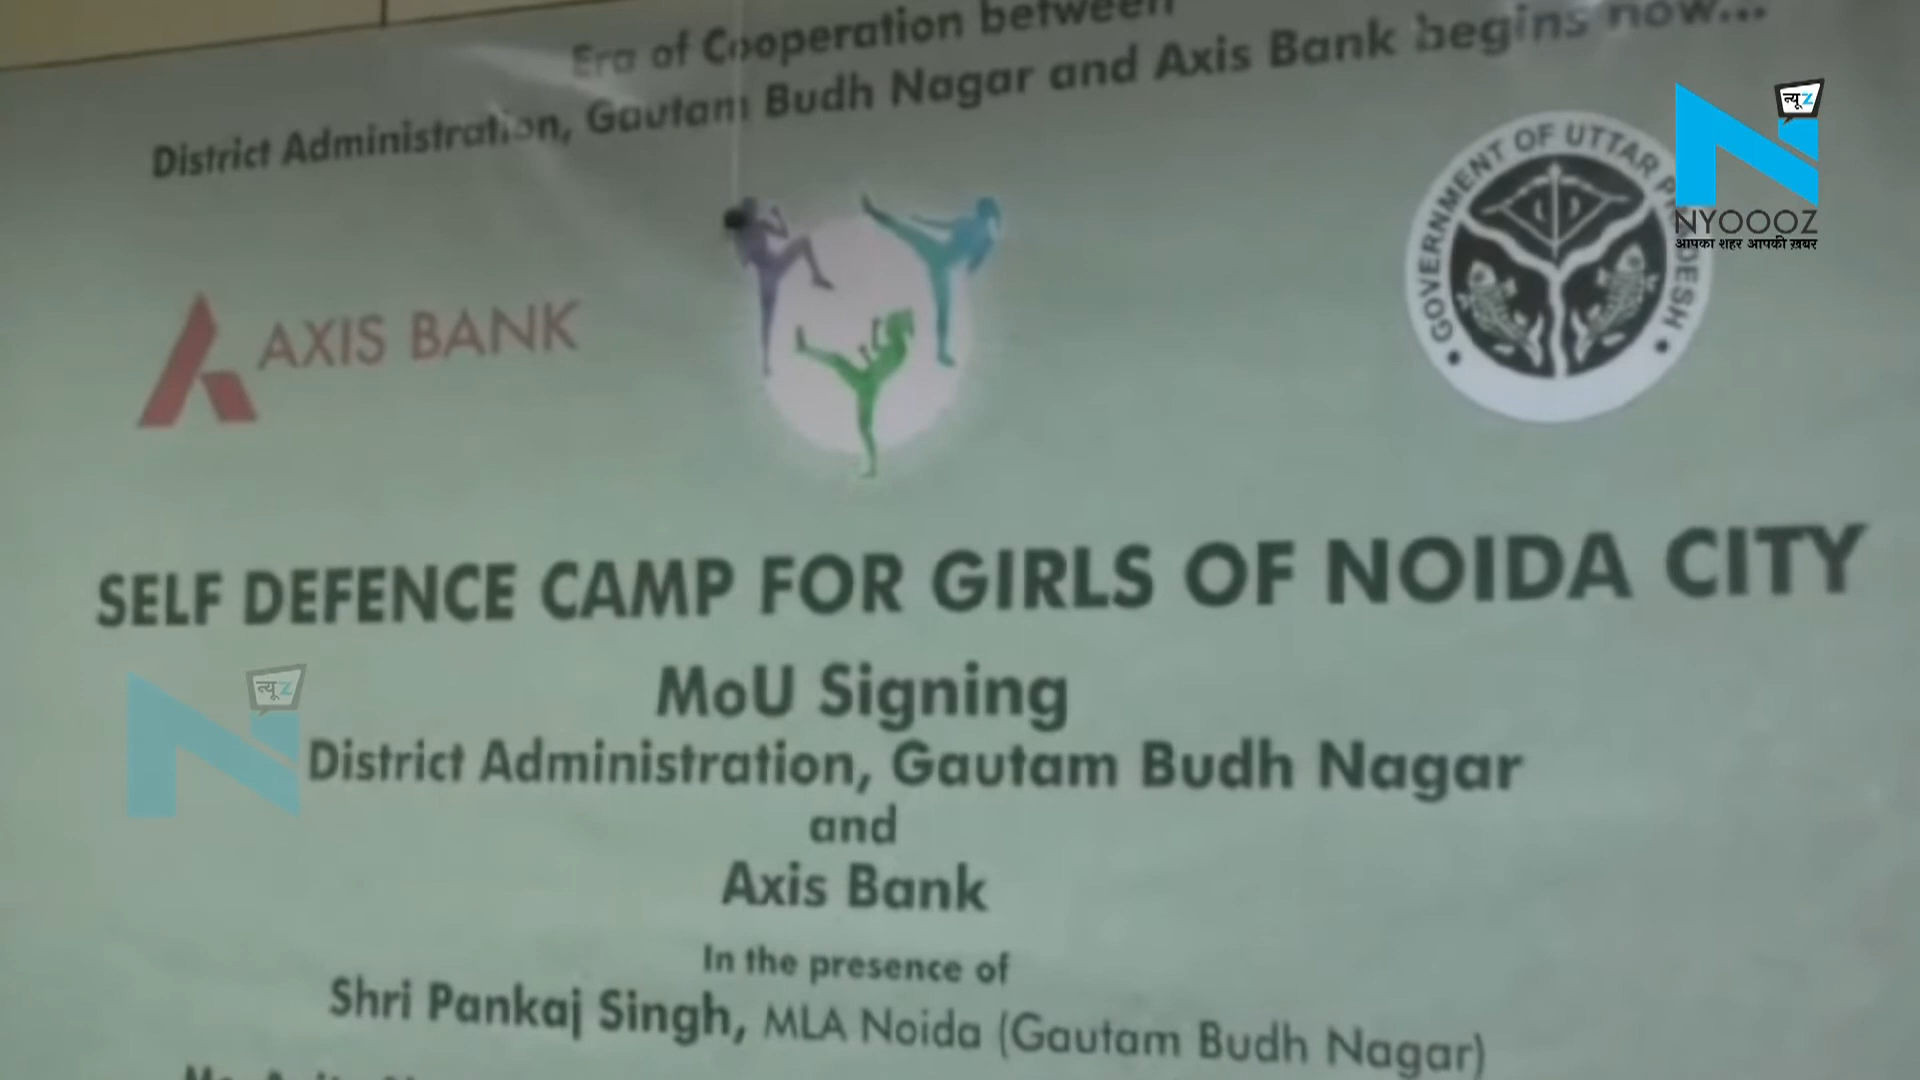 Era of Cooperation between
District Administration, Gautam Budh Nagar and Axis Bank begins now...
AXIS BANK
GOVERNMENT OF UTTAR PRADESH
न्यूZ
NYOOOZ
आपका शहर आपकी ख़बर
SELF DEFENCE CAMP FOR GIRLS OF NOIDA CITY
MoU Signing
न्यूZ
District Administration, Gautam Budh Nagar
and
Axis Bank
In the presence of
Shri Pankaj Singh, MLA Noida (Gautam Budh Nagar)